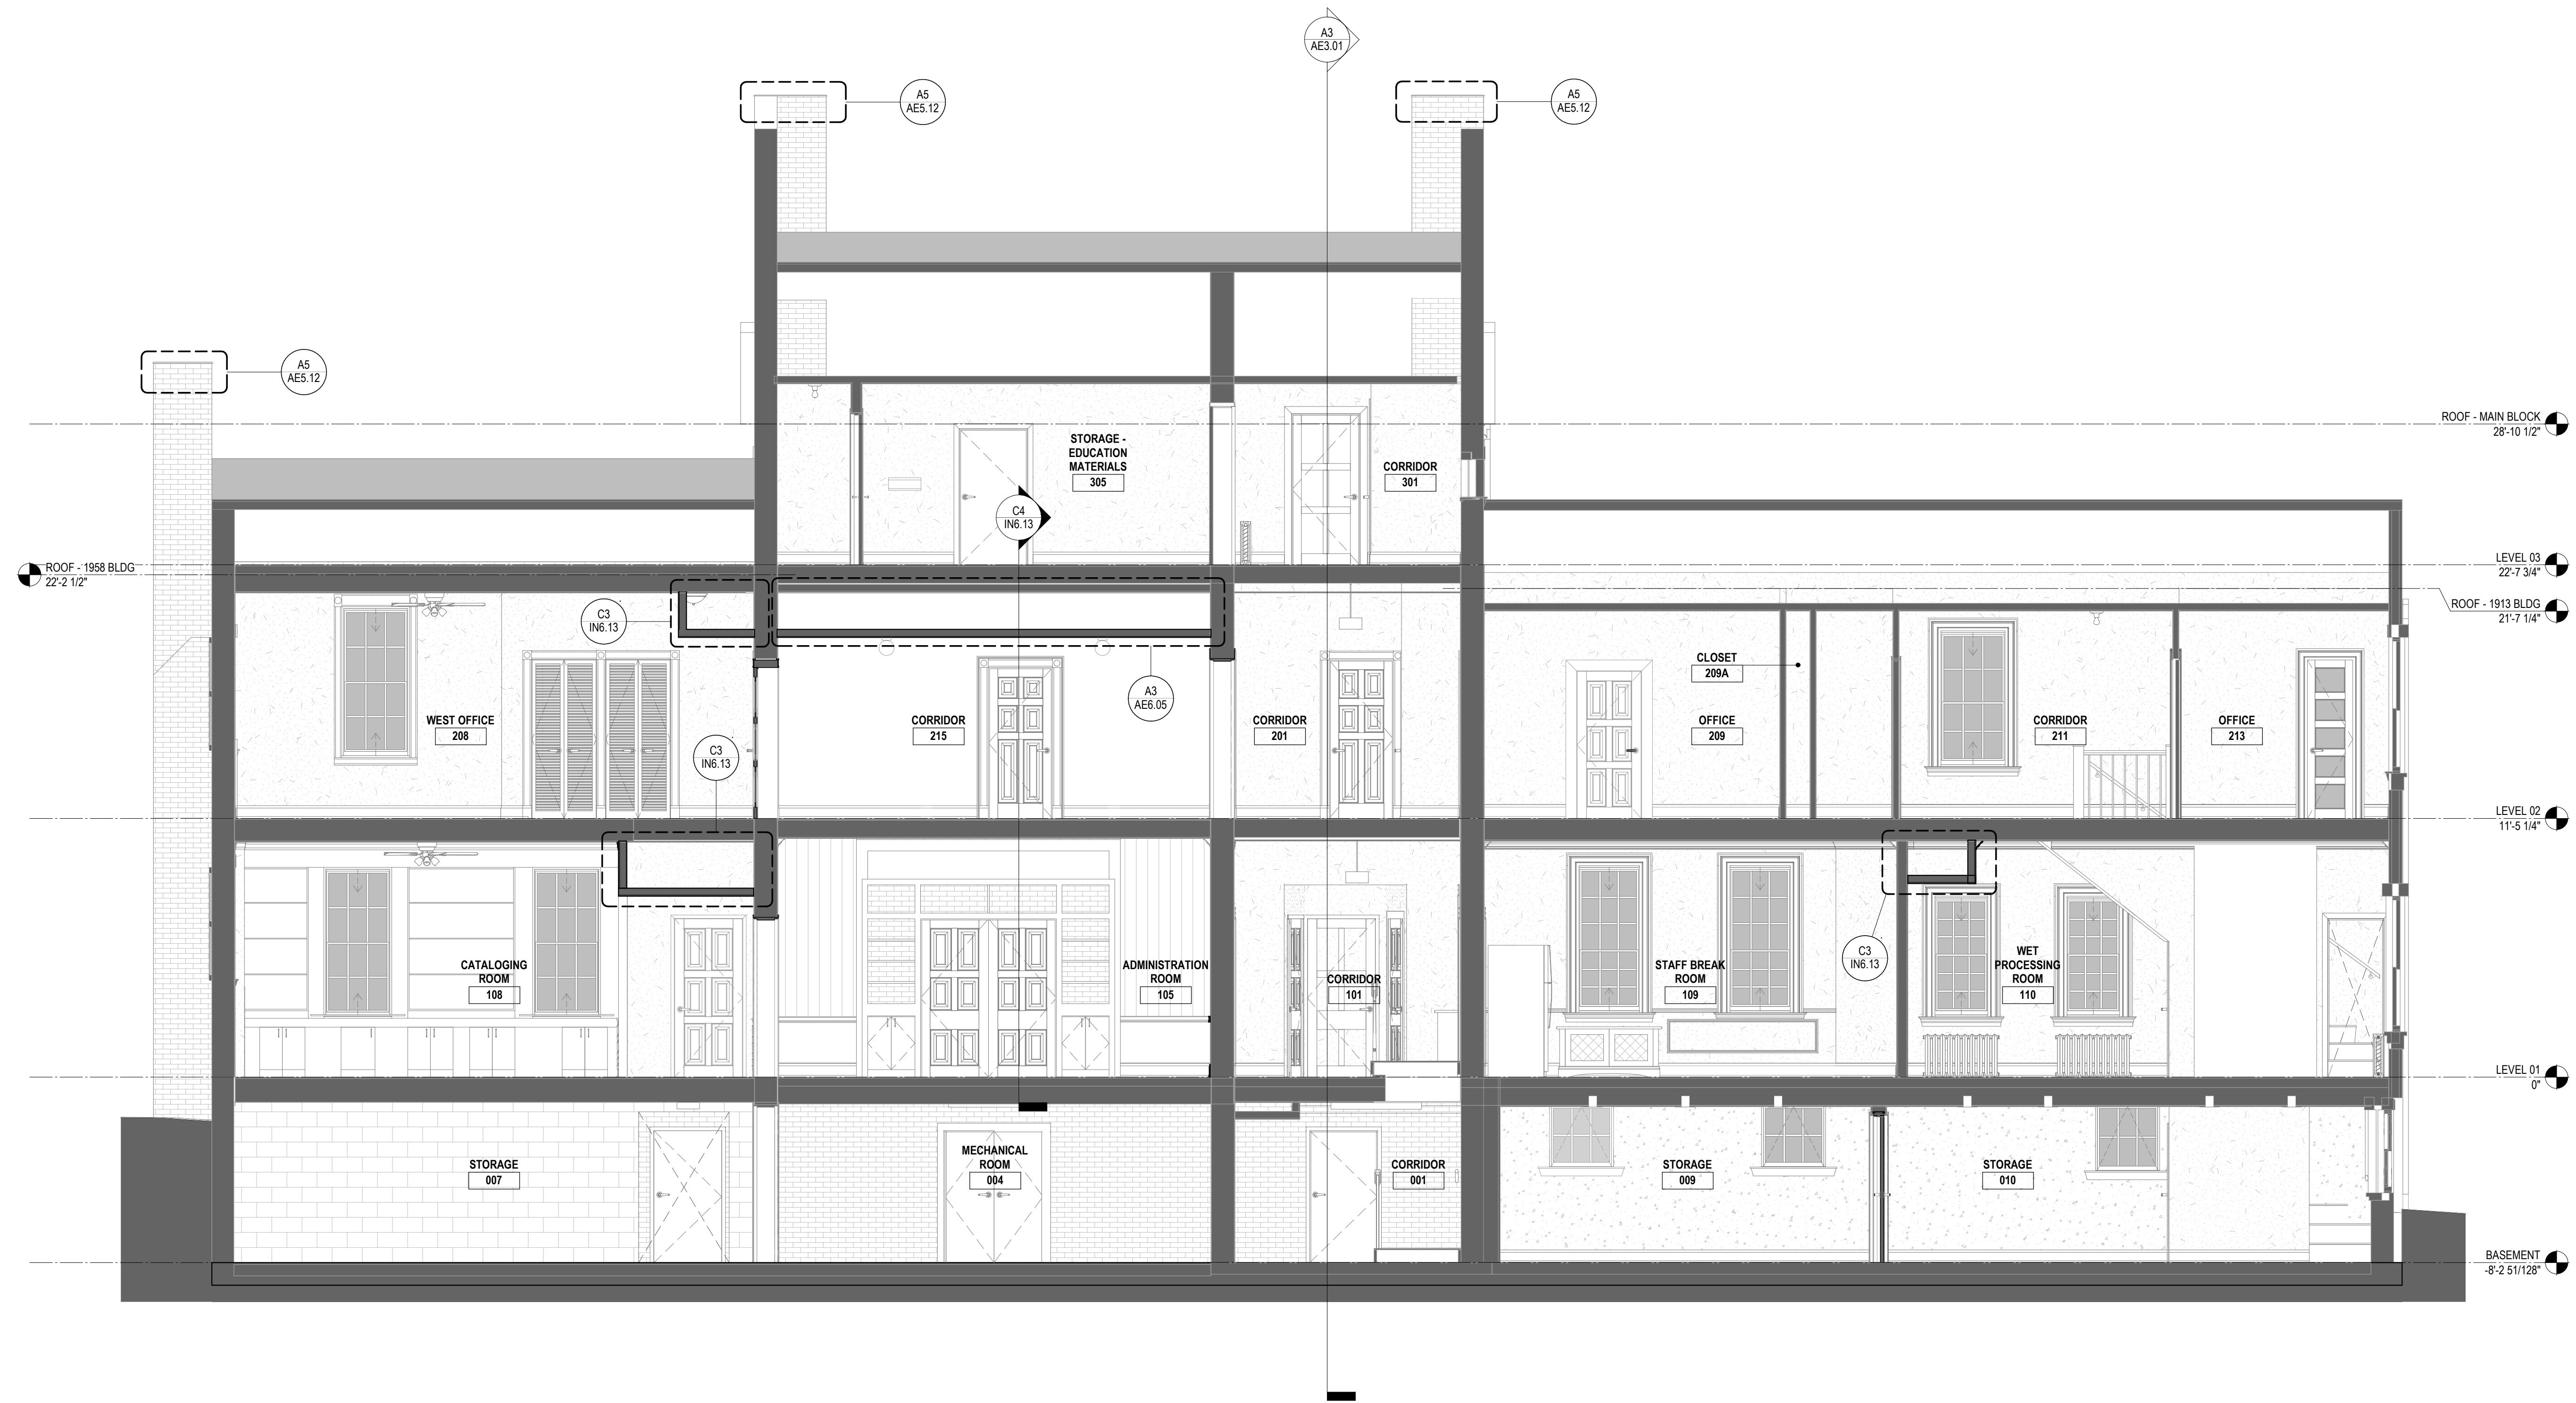 A3
AE3.01
A5
AE5.12
A5
AE5.12
A5
AE5.12
ROOF - MAIN BLOCK
28'-10 1/2"
STORAGE -
EDUCATION
MATERIALS
305
CORRIDOR
301
C4
IN6.13
LEVEL 03
22'-7 3/4"
ROOF - 1958 BLDG
22'-2 1/2"
ROOF - 1913 BLDG
21'-7 1/4"
C3
IN6.13
A3
AE6.05
CLOSET
209A
WEST OFFICE
208
CORRIDOR
215
CORRIDOR
201
OFFICE
209
CORRIDOR
211
OFFICE
213
C3
IN6.13
LEVEL 02
11'-5 1/4"
C3
IN6.13
CATALOGING
ROOM
108
ADMINISTRATION
ROOM
105
CORRIDOR
101
STAFF BREAK
ROOM
109
WET
PROCESSING
ROOM
110
LEVEL 01
0"
STORAGE
007
MECHANICAL
ROOM
004
CORRIDOR
001
STORAGE
009
STORAGE
010
BASEMENT
-8'-2 51/128"